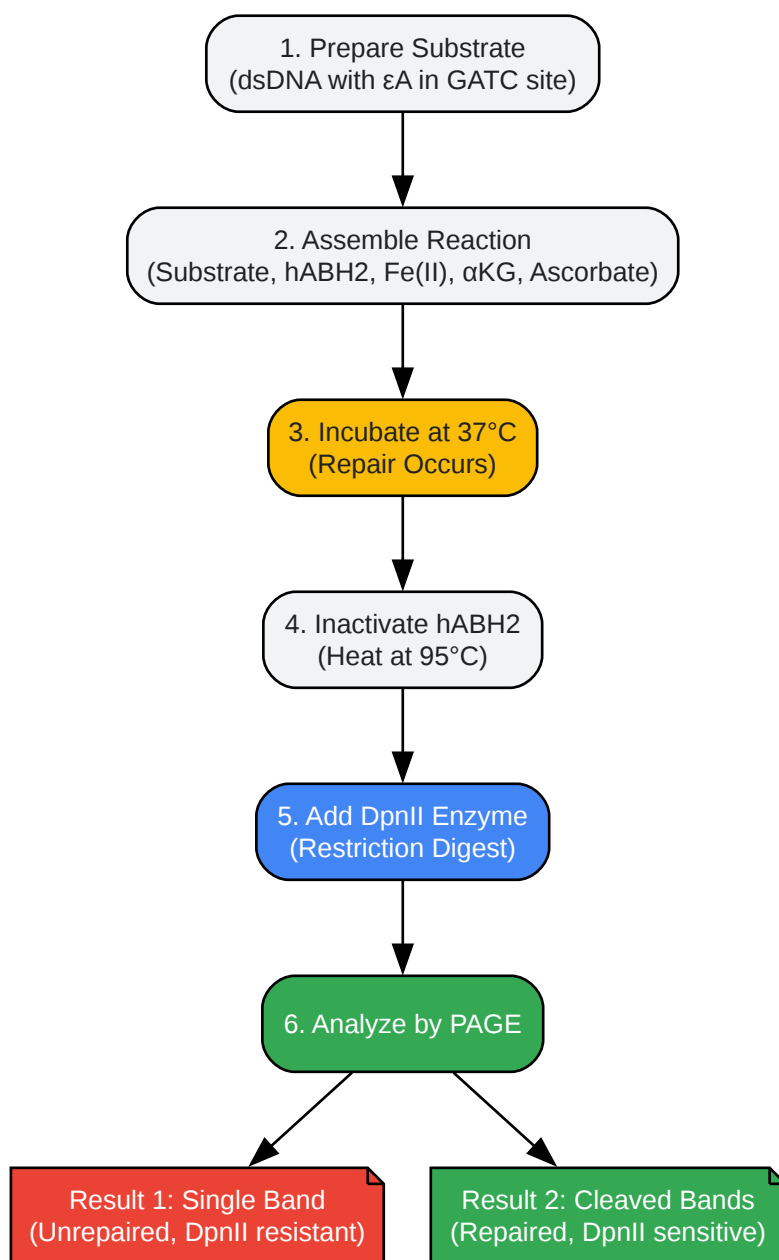 1. Prepare Substrate
(dsDNA with εA in GATC site)
2. Assemble Reaction
(Substrate, hABH2, Fe(II), αKG, Ascorbate)
3. Incubate at 37°C
(Repair Occurs)
4. Inactivate hABH2
(Heat at 95°C)
5. Add DpnII Enzyme
(Restriction Digest)
6. Analyze by PAGE
Result 1: Single Band
(Unrepaired, DpnII resistant)
Result 2: Cleaved Bands
(Repaired, DpnII sensitive)